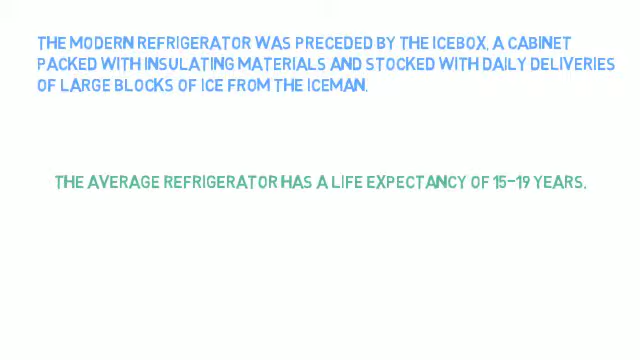 THE MODERN REFRIGERATOR WAS PRECEDED BY THE ICEBOX, A CABINET
PACKED WITH INSULATING MATERIALS AND STOCKED WITH DAILY DELIVERIES
OF LARGE BLOCKS OF ICE FROM THE ICEMAN.
THE AVERAGE REFRIGERATOR HAS A LIFE EXPECTANCY OF 15-19 YEARS.